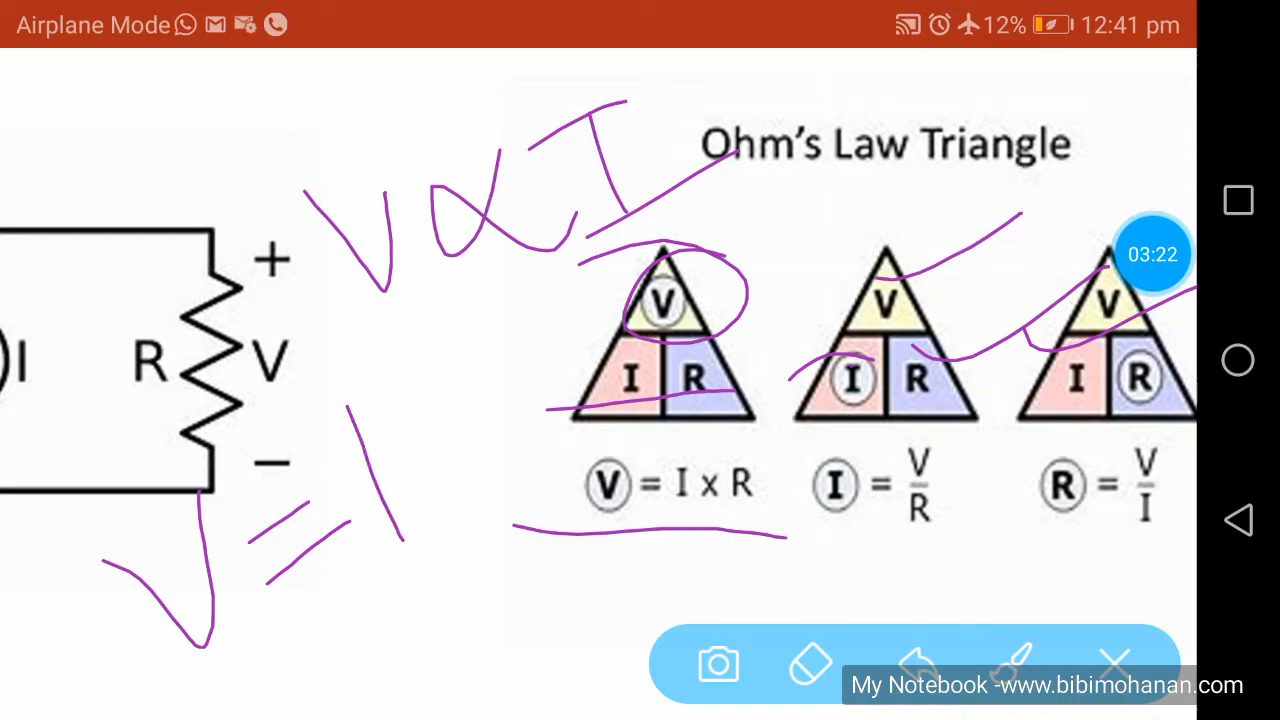 Airplane Mode 12% 12:41 pm
Ohm's Law Triangle
V ∝ I
03:22
+
I R V
−
V I R
V I R
V I R
V = I x R
I = V/R
R = V/I
V = I
My Notebook -www.bibimohanan.com